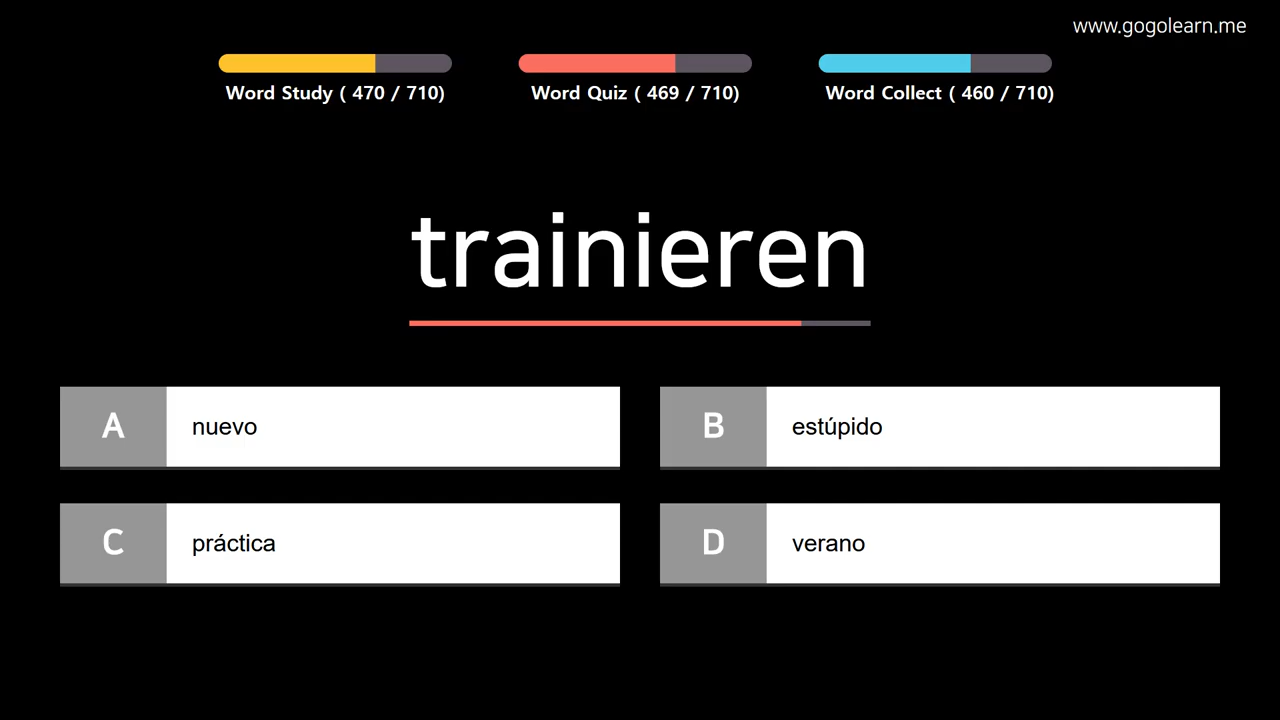 www.gogolearn.me
Word Study ( 470 / 710)
Word Quiz ( 469 / 710)
Word Collect ( 460 / 710)
trainieren
A nuevo
B estúpido
C práctica
D verano